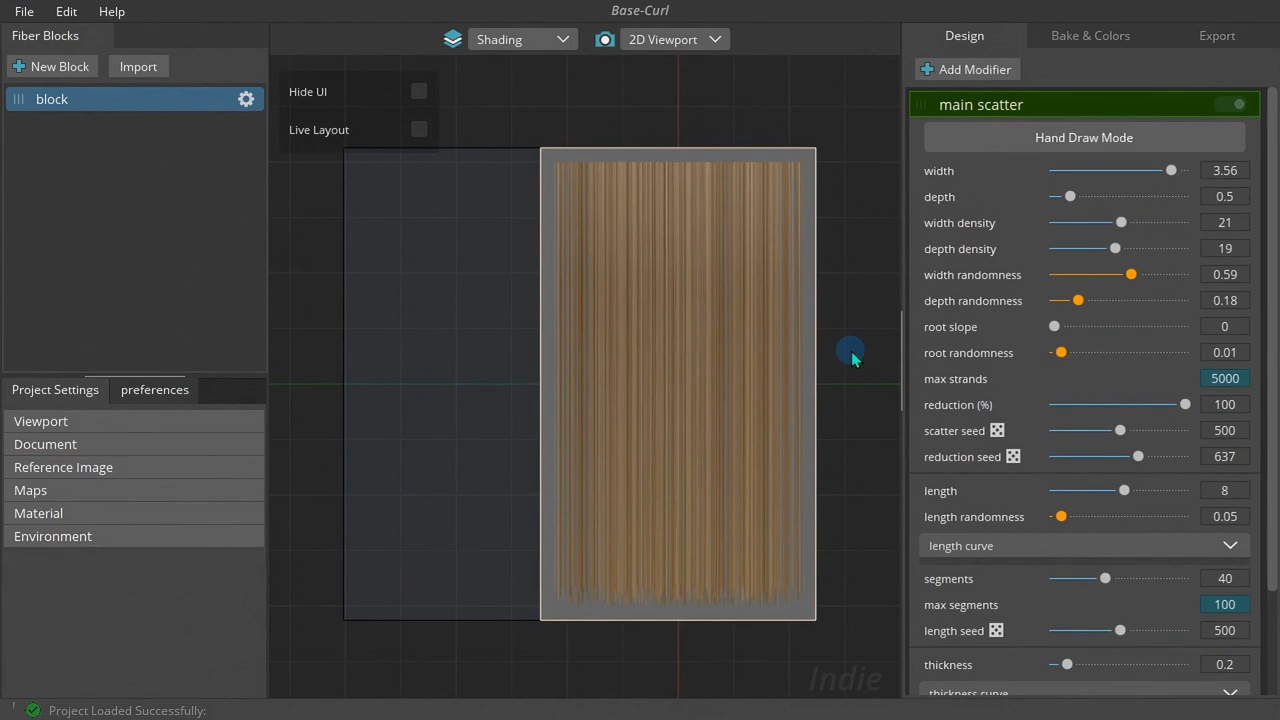 File Edit Help
Base-Curl
Fiber Blocks
New Block Import
block
Shading 2D Viewport
Hide UI
Live Layout
Project Settings preferences
Viewport
Document
Reference Image
Maps
Material
Environment
Indie
Design Bake & Colors Export
Add Modifier
main scatter
Hand Draw Mode
width 3.56
depth 0.5
width density 21
depth density 19
width randomness 0.59
depth randomness 0.18
root slope 0
root randomness 0.01
max strands 5000
reduction (%) 100
scatter seed 500
reduction seed 637
length 8
length randomness 0.05
length curve
segments 40
max segments 100
length seed 500
thickness 0.2
thickness curve
Project Loaded Successfully: